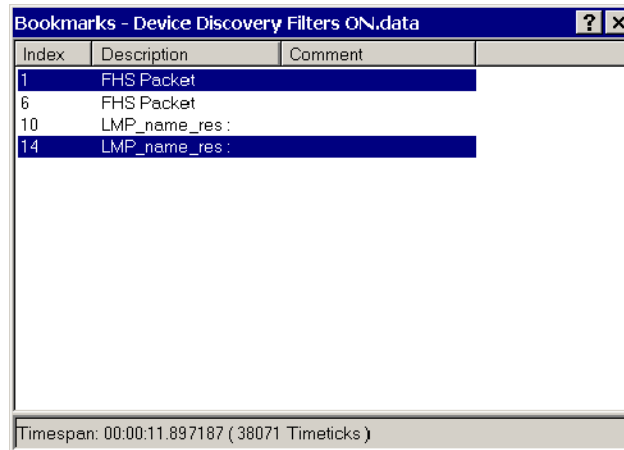 Bookmarks - Device Discovery Filters ON.data ? ×
Index Description Comment
1 FHS Packet
6 FHS Packet
10 LMP_name_res :
14 LMP_name_res :
Timespan: 00:00:11.897187 ( 38071 Timeticks )